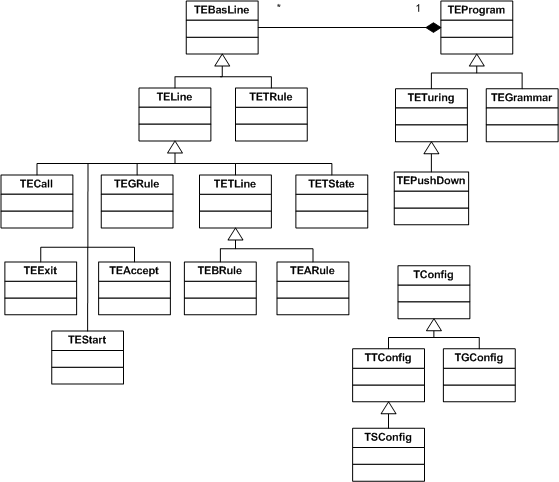 TEBasLine
*
1
TEProgram
TELine
TETRule
TETuring
TEGrammar
TECall
TEGRule
TETLine
TETState
TEPushDown
TEExit
TEAccept
TEBRule
TEARule
TConfig
TEStart
TTConfig
TGConfig
TSConfig